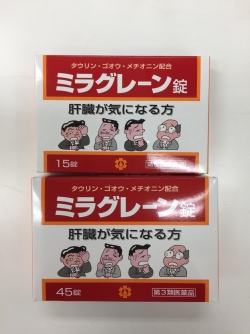 タウリン・ゴオウ・メチオニン配合
ミラグレーン錠
肝臓が気になる方
15錠
タウリン・ゴオウ・メチオニン配合
ミラグレーン錠
肝臓が気になる方
45錠
第3類医薬品